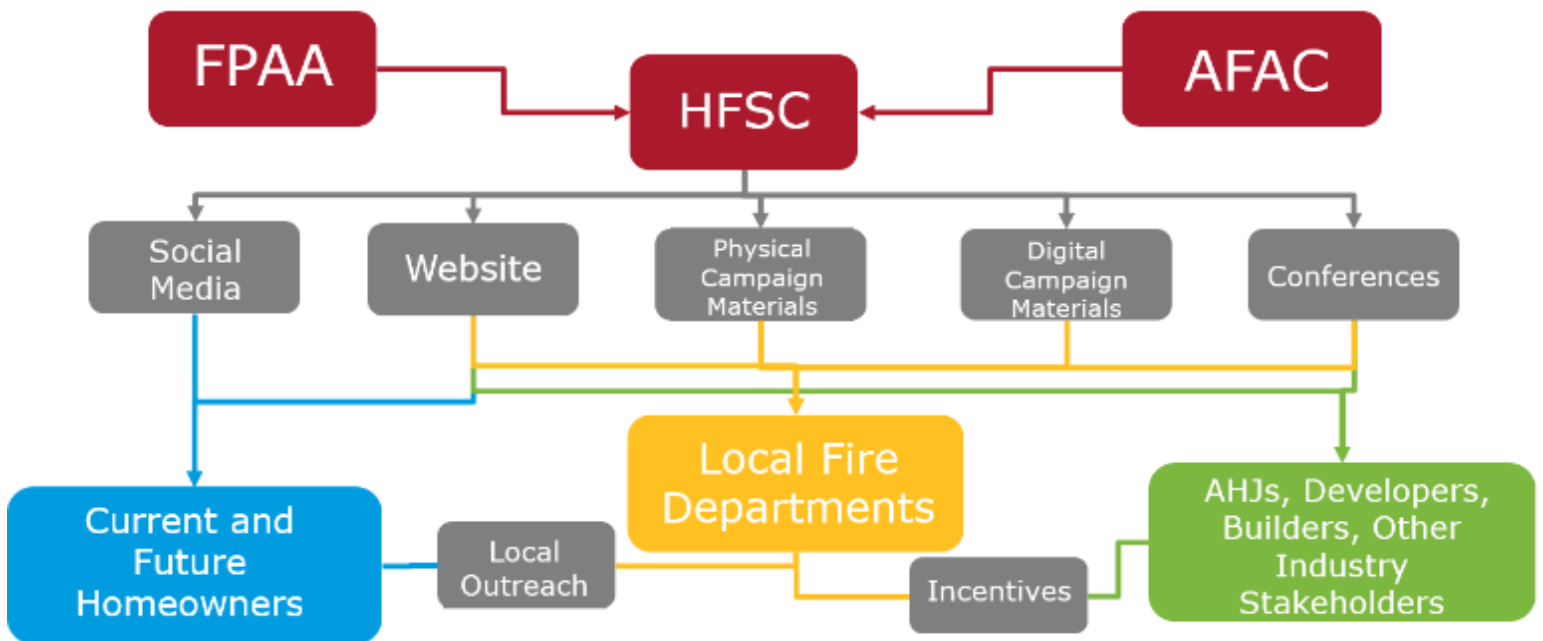 FPAA
HFSC
AFAC
Social
Media
Website
Physical
Campaign
Materials
Digital
Campaign
Materials
Conferences
Local Fire
Departments
Current and
Future
Homeowners
Local
Outreach
Incentives
AHJs, Developers,
Builders, Other
Industry
Stakeholders